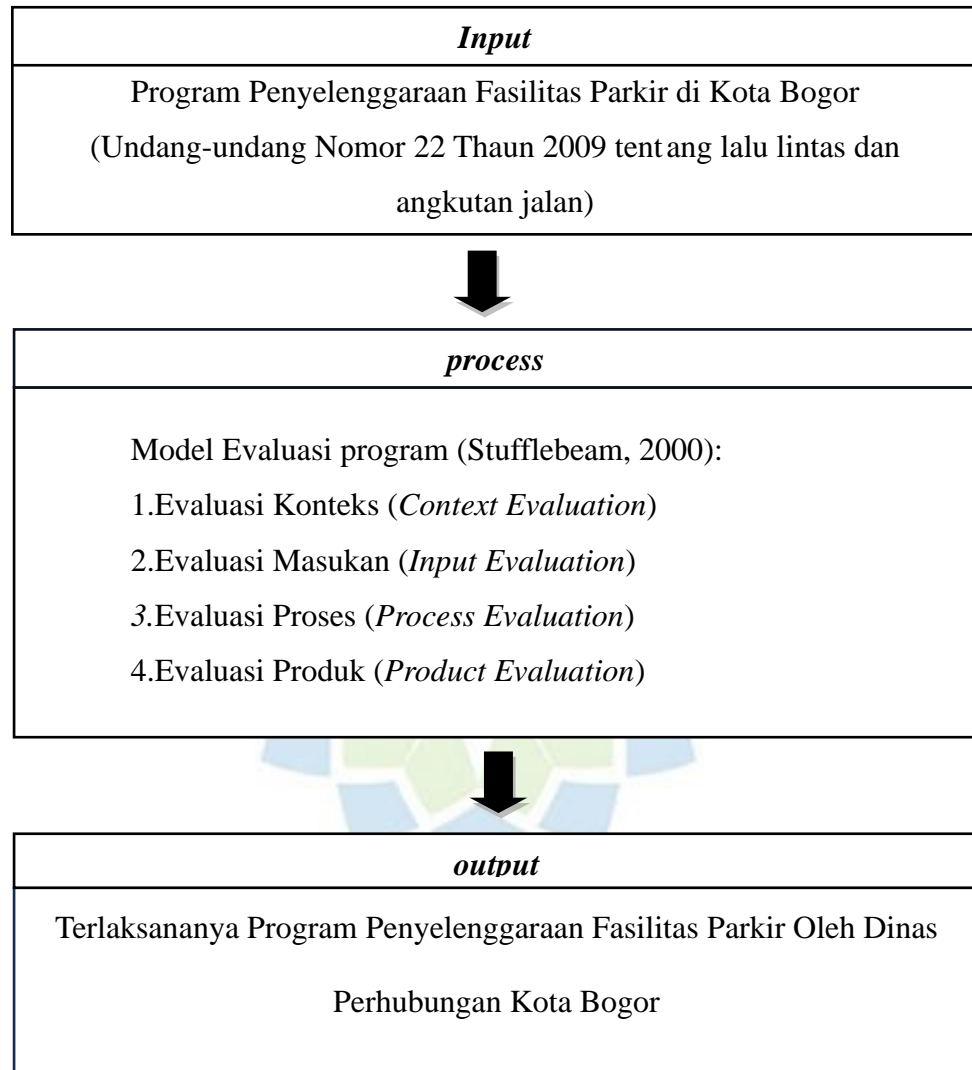 Input
Program Penyelenggaraan Fasilitas Parkir di Kota Bogor
(Undang-undang Nomor 22 Thaun 2009 tentang lalu lintas dan
angkutan jalan)
process
Model Evaluasi program (Stufflebeam, 2000):
1.Evaluasi Konteks (Context Evaluation)
2.Evaluasi Masukan (Input Evaluation)
3.Evaluasi Proses (Process Evaluation)
4.Evaluasi Produk (Product Evaluation)
output
Terlaksananya Program Penyelenggaraan Fasilitas Parkir Oleh Dinas
Perhubungan Kota Bogor